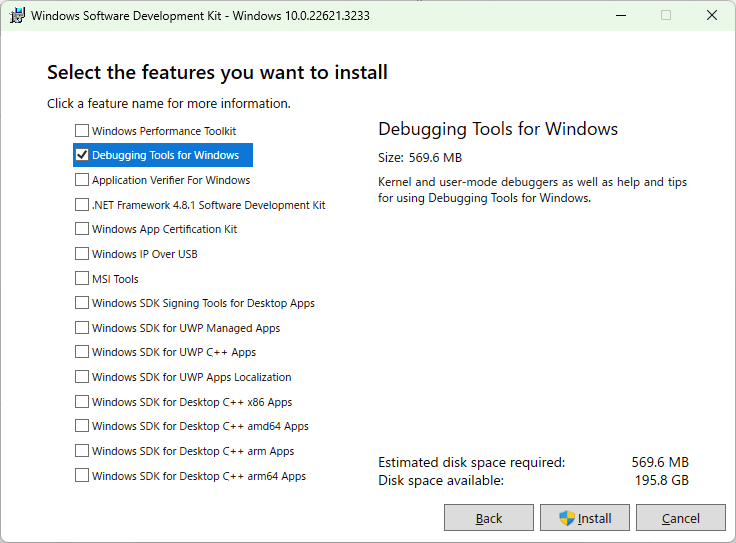 Windows Software Development Kit - Windows 10.0.22621.3233
Select the features you want to install
Click a feature name for more information.
Windows Performance Toolkit
Debugging Tools for Windows
Application Verifier For Windows
.NET Framework 4.8.1 Software Development Kit
Windows App Certification Kit
Windows IP Over USB
MSI Tools
Windows SDK Signing Tools for Desktop Apps
Windows SDK for UWP Managed Apps
Windows SDK for UWP C++ Apps
Windows SDK for UWP Apps Localization
Windows SDK for Desktop C++ x86 Apps
Windows SDK for Desktop C++ amd64 Apps
Windows SDK for Desktop C++ arm Apps
Windows SDK for Desktop C++ arm64 Apps
Debugging Tools for Windows
Size: 569.6 MB
Kernel and user-mode debuggers as well as help and tips
for using Debugging Tools for Windows.
Estimated disk space required: 569.6 MB
Disk space available: 195.8 GB
Back Install Cancel